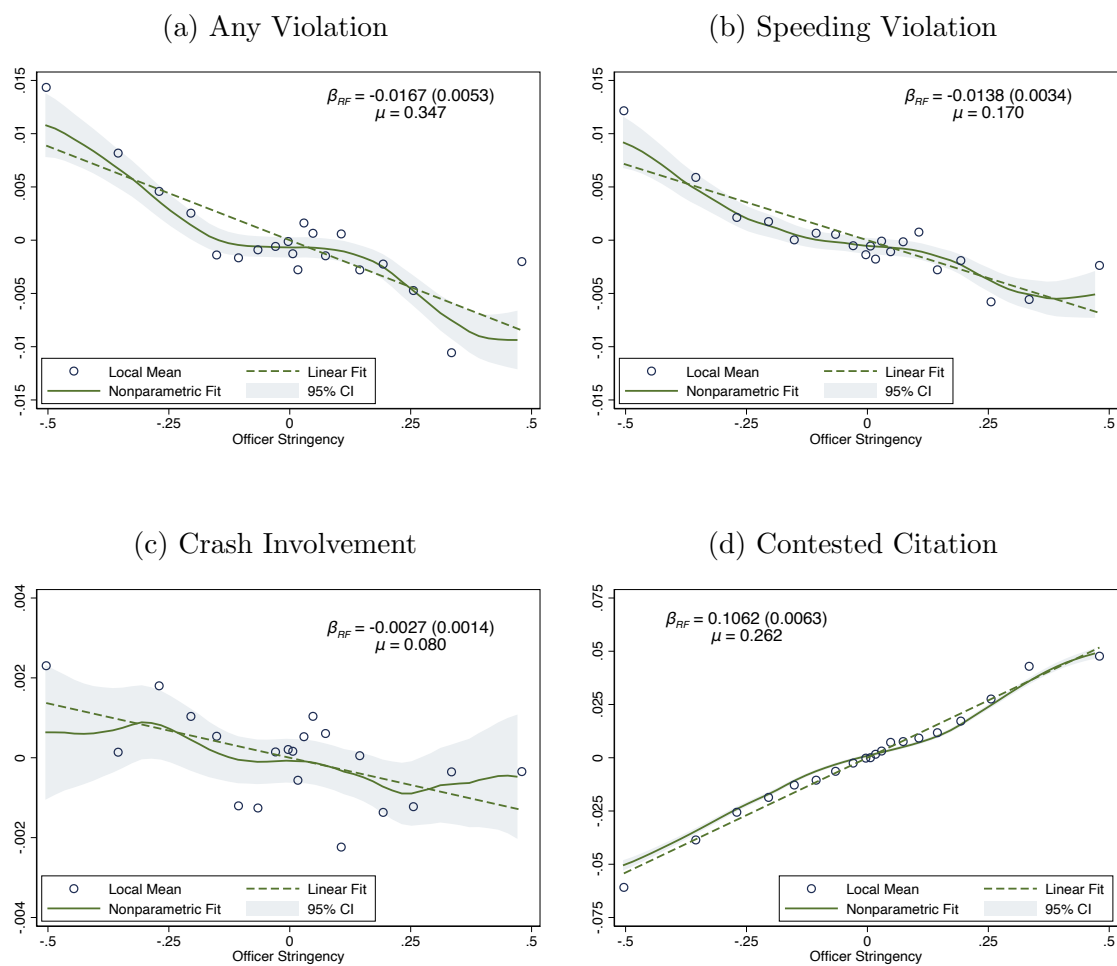 (a) Any Violation
.015
.01
.005
0
-.005
-.01
-.015
β_RF = -0.0167 (0.0053)
μ = 0.347
Local Mean
Linear Fit
Nonparametric Fit
95% CI
-.5
-.25
0
.25
.5
Officer Stringency
(b) Speeding Violation
.015
.01
.005
0
-.005
-.01
-.015
β_RF = -0.0138 (0.0034)
μ = 0.170
Local Mean
Linear Fit
Nonparametric Fit
95% CI
-.5
-.25
0
.25
.5
Officer Stringency
(c) Crash Involvement
.004
.002
0
-.002
-.004
β_RF = -0.0027 (0.0014)
μ = 0.080
Local Mean
Linear Fit
Nonparametric Fit
95% CI
-.5
-.25
0
.25
.5
Officer Stringency
(d) Contested Citation
.075
.05
.025
0
-.025
-.05
-.075
β_RF = 0.1062 (0.0063)
μ = 0.262
Local Mean
Linear Fit
Nonparametric Fit
95% CI
-.5
-.25
0
.25
.5
Officer Stringency